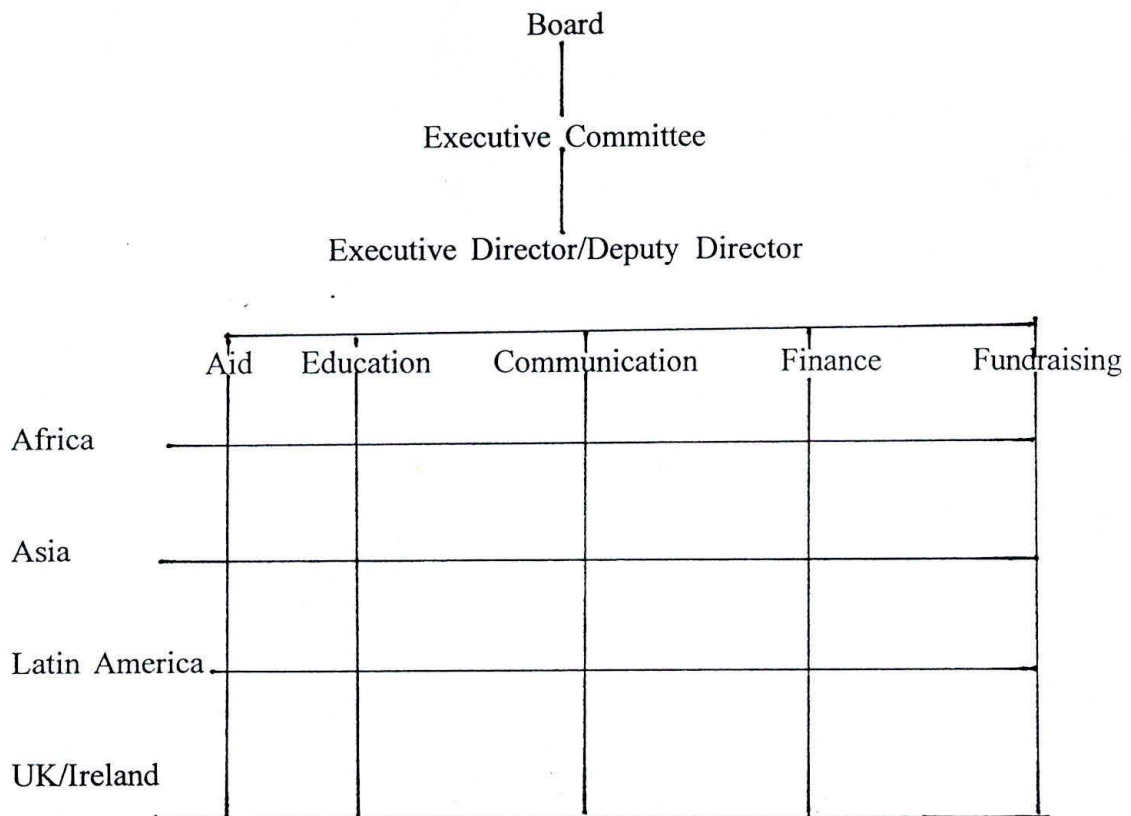 Board
Executive Committee
Executive Director/Deputy Director
Aid Education Communication Finance Fundraising
Africa
Asia
Latin America
UK/Ireland